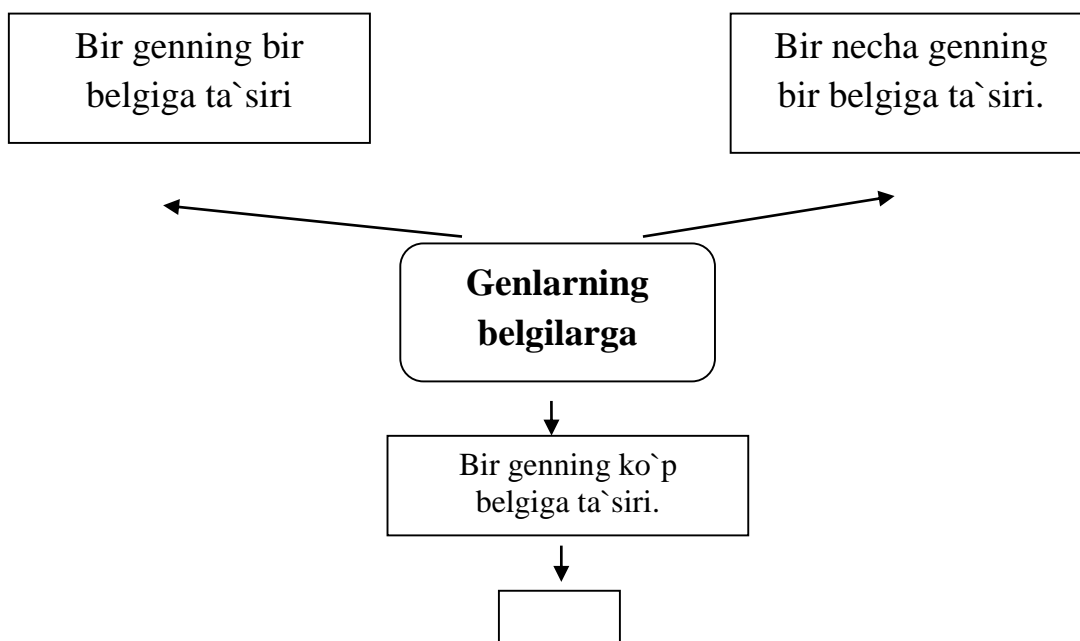 Bir genning bir
belgiga ta`siri
Bir necha genning
bir belgiga ta`siri.
Genlarning
belgilarga
Bir genning ko`p
belgiga ta`siri.